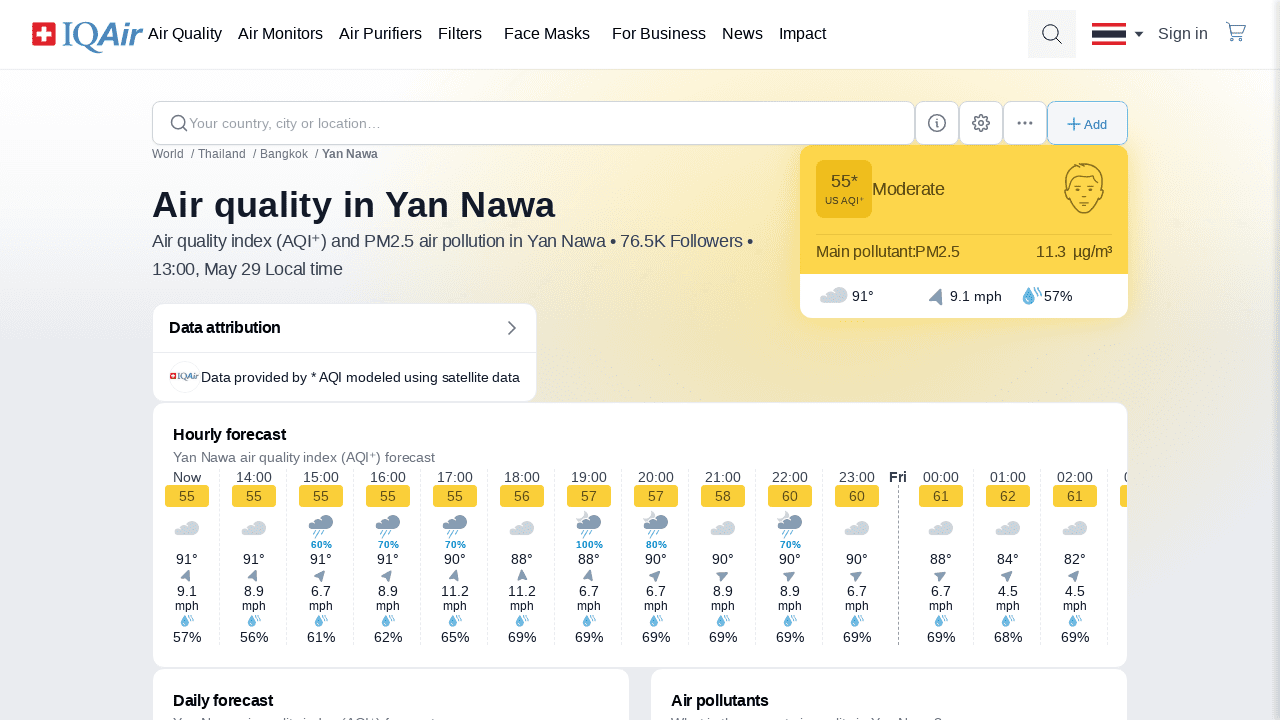 IQAir Air Quality Air Monitors Air Purifiers Filters Face Masks For Business News Impact Sign in
Your country, city or location… Add
World / Thailand / Bangkok / Yan Nawa
Air quality in Yan Nawa
Air quality index (AQI⁺) and PM2.5 air pollution in Yan Nawa • 76.5K Followers •
13:00, May 29 Local time
55*
US AQI⁺
Moderate
Main pollutant:PM2.5 11.3 µg/m³
91° 9.1 mph 57%
Data attribution
IQAir Data provided by * AQI modeled using satellite data
Hourly forecast
Yan Nawa air quality index (AQI⁺) forecast
Now 14:00 15:00 16:00 17:00 18:00 19:00 20:00 21:00 22:00 23:00 Fri 00:00 01:00 02:00
55 55 55 55 55 56 57 57 58 60 60 61 62 61
60% 70% 70% 100% 80% 70%
91° 91° 91° 91° 90° 88° 88° 90° 90° 90° 90° 88° 84° 82°
9.1 8.9 6.7 8.9 11.2 11.2 6.7 6.7 8.9 8.9 6.7 6.7 4.5 4.5
mph mph mph mph mph mph mph mph mph mph mph mph mph mph
57% 56% 61% 62% 65% 69% 69% 69% 69% 69% 69% 69% 68% 69%
Daily forecast Air pollutants